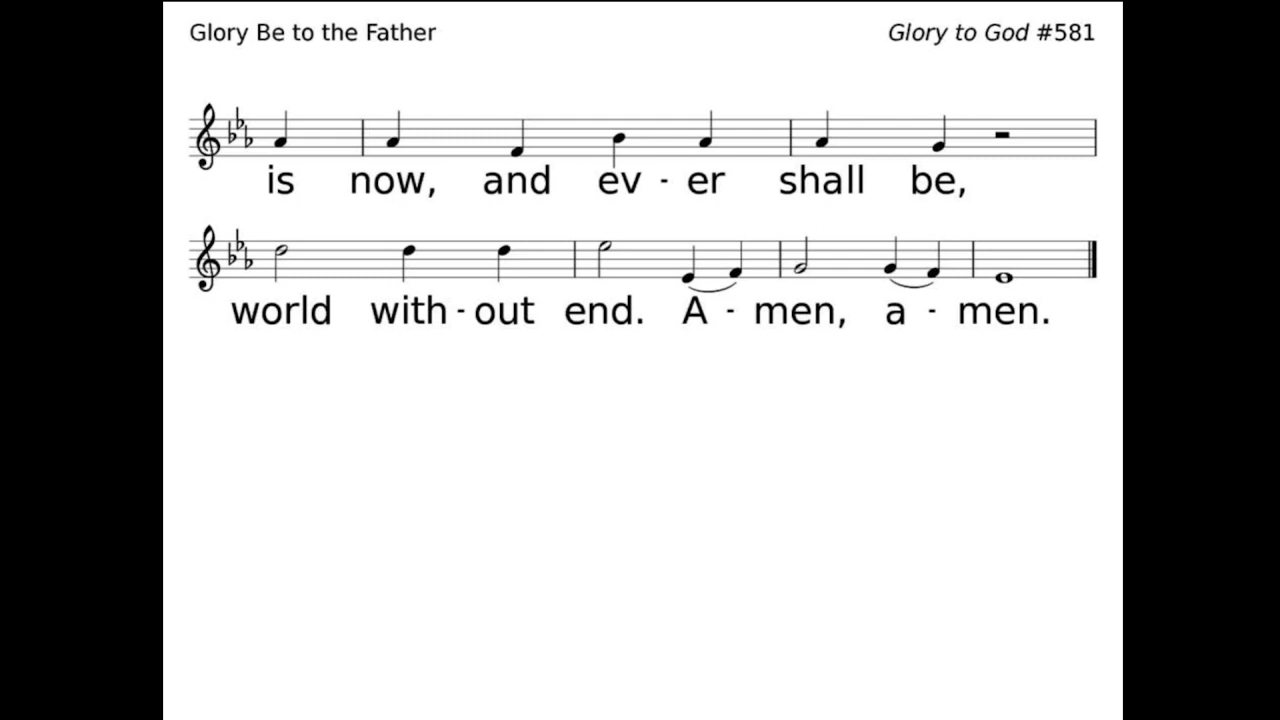 Glory Be to the Father Glory to God #581
is now, and ev - er shall be,
world with - out end. A - men, a - men.